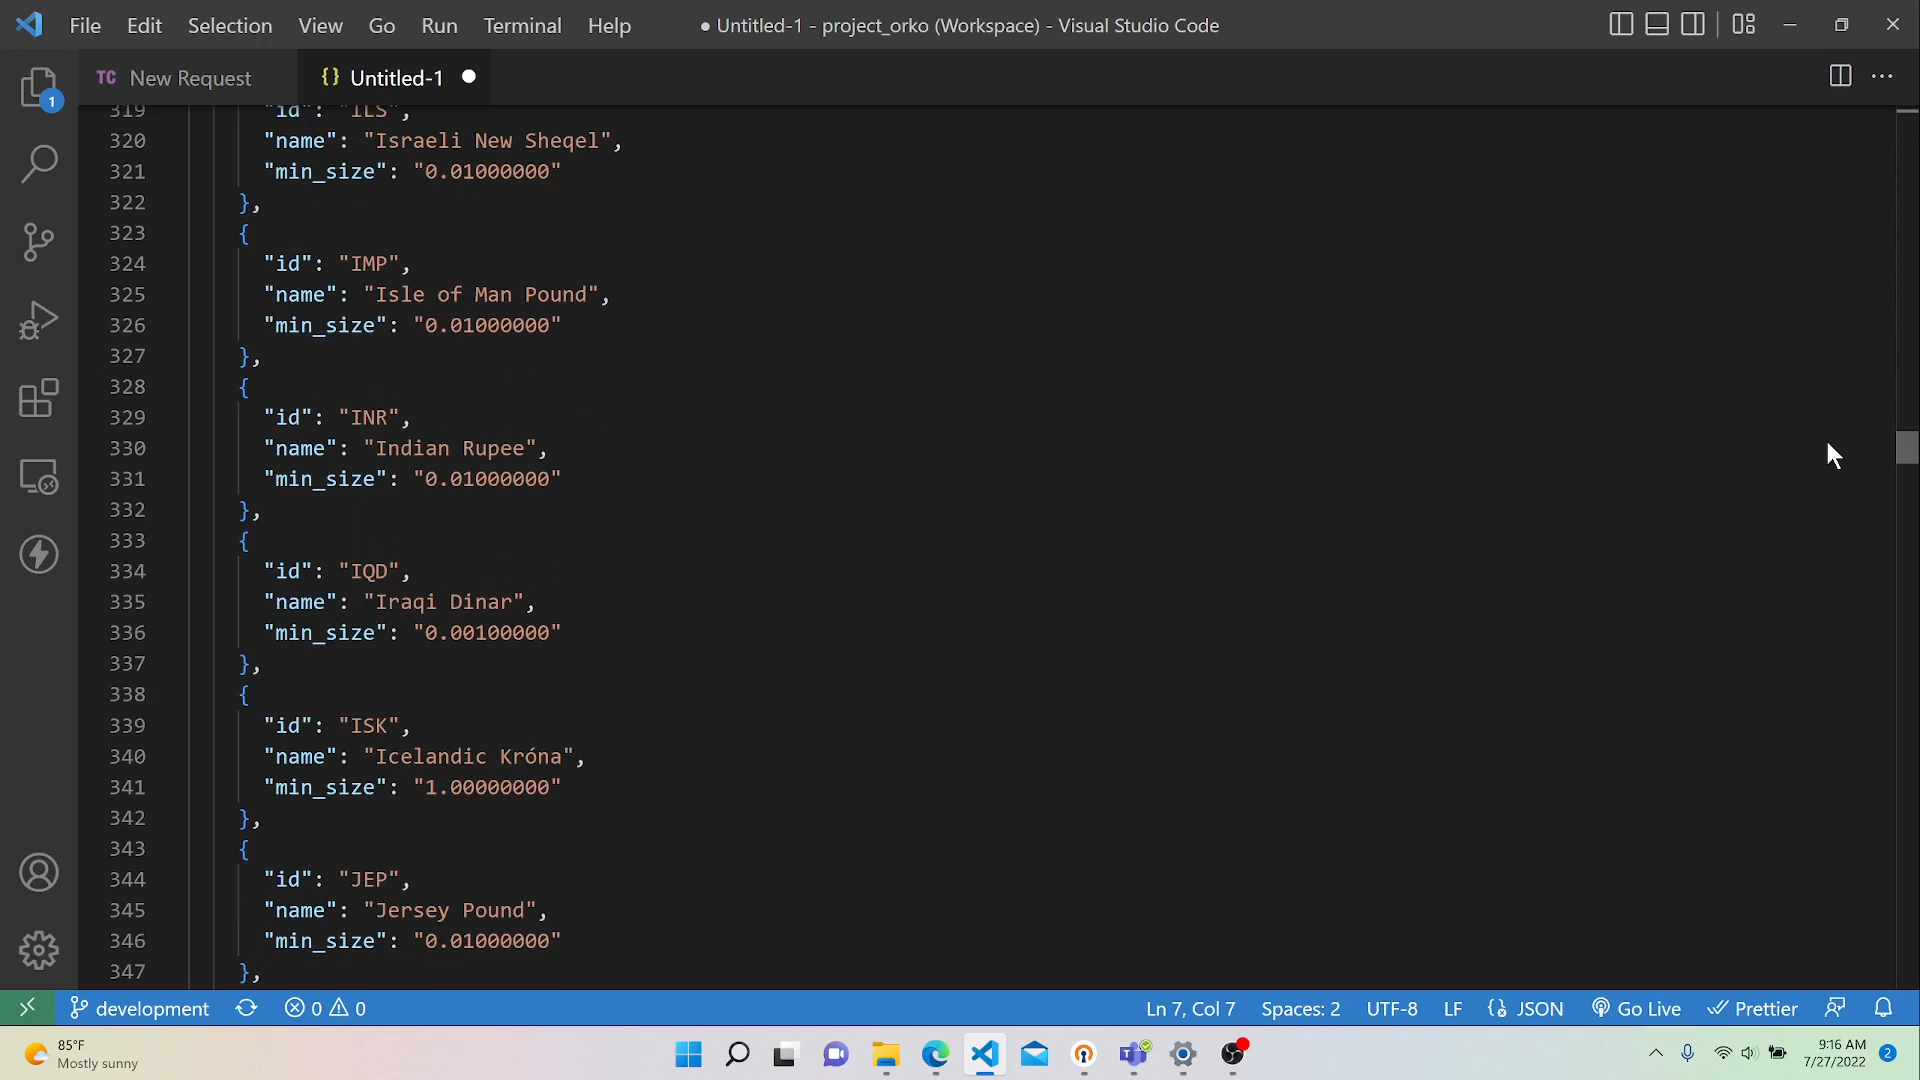 File Edit Selection View Go Run Terminal Help ● Untitled-1 - project_orko (Workspace) - Visual Studio Code
TC New Request {} Untitled-1
1
319 "id": "ILS",
320 "name": "Israeli New Sheqel",
321 "min_size": "0.01000000"
322 },
323 {
324 "id": "IMP",
325 "name": "Isle of Man Pound",
326 "min_size": "0.01000000"
327 },
328 {
329 "id": "INR",
330 "name": "Indian Rupee",
331 "min_size": "0.01000000"
332 },
333 {
334 "id": "IQD",
335 "name": "Iraqi Dinar",
336 "min_size": "0.00100000"
337 },
338 {
339 "id": "ISK",
340 "name": "Icelandic Króna",
341 "min_size": "1.00000000"
342 },
343 {
344 "id": "JEP",
345 "name": "Jersey Pound",
346 "min_size": "0.01000000"
347 },
development 0 0 Ln 7, Col 7 Spaces: 2 UTF-8 LF {} JSON Go Live Prettier
85°F
Mostly sunny
9:16 AM
7/27/2022 2